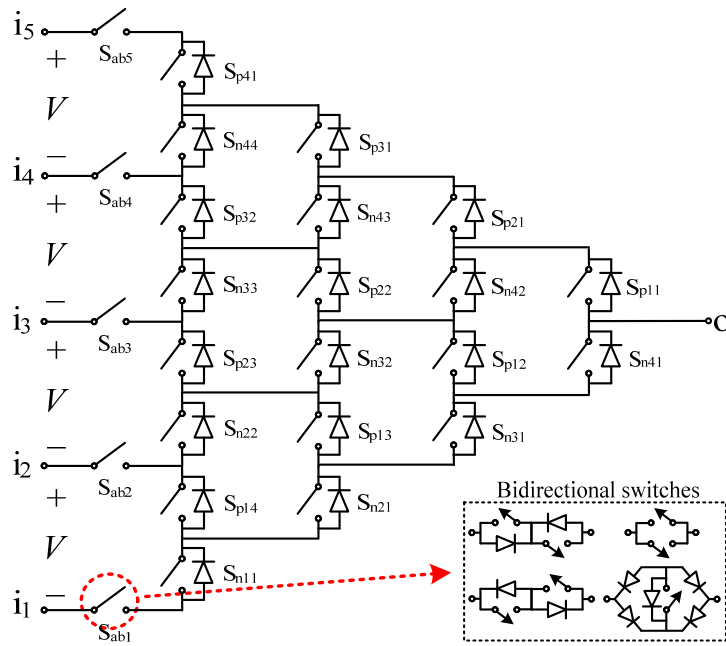 i5
Sab5
+
Sp41
V
Sn44
Sp31
−
i4
Sab4
+
Sp32
Sn43
Sp21
V
Sn33
Sp22
Sn42
Sp11
−
i3
Sab3
o
+
Sp23
Sn32
Sp12
Sn41
V
Sn22
Sp13
Sn31
−
i2
Sab2
+
Sp14
Sn21
Bidirectional switches
V
Sn11
−
i1
Sab1